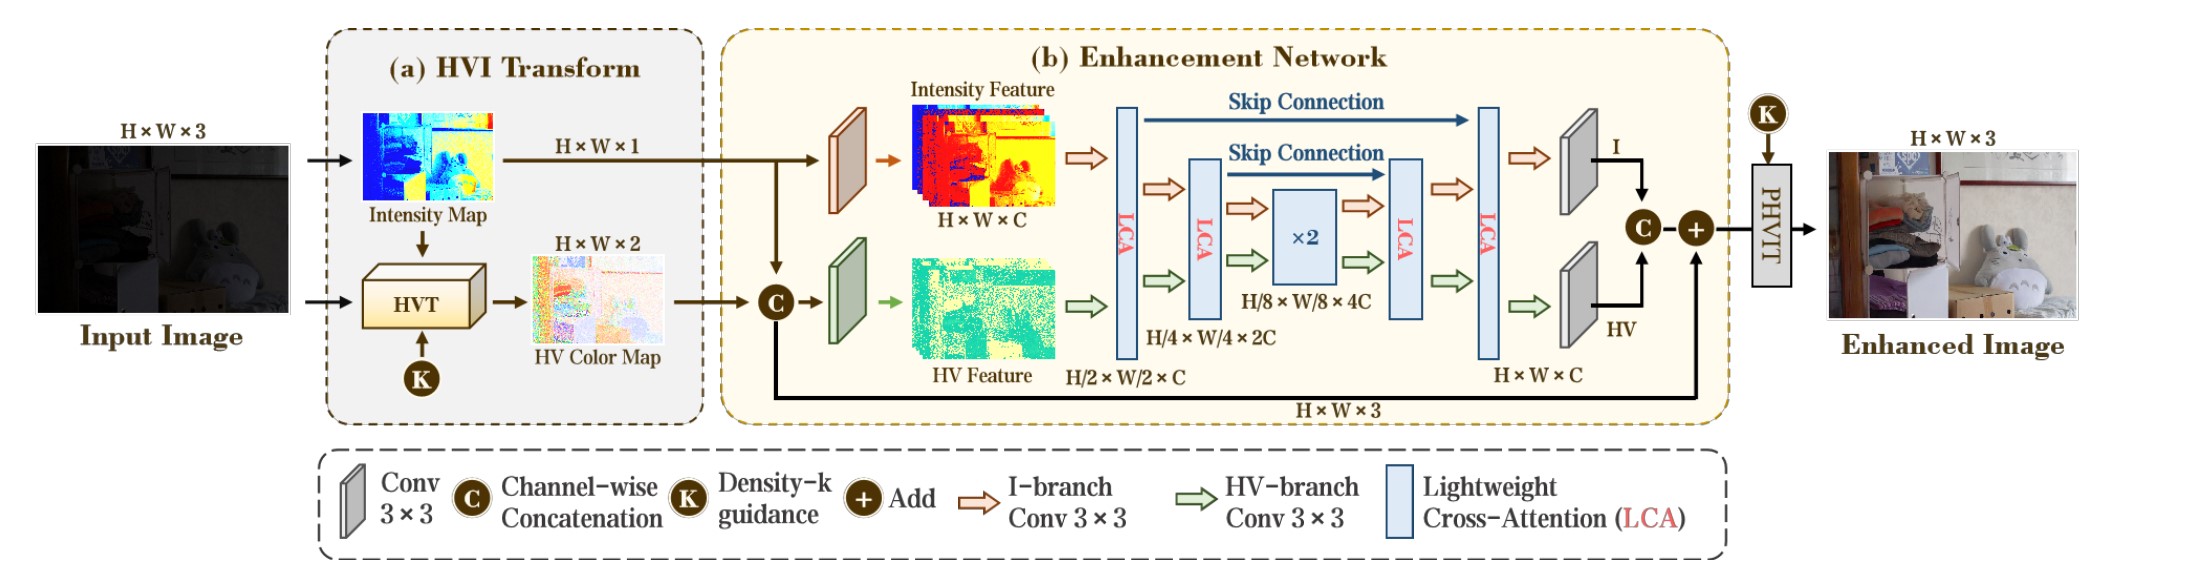 (a) HVI Transform
(b) Enhancement Network
H × W × 3
Input Image
Intensity Map
HVT
K
H × W × 1
H × W × 2
HV Color Map
C
Intensity Feature
H × W × C
HV Feature
H/2 × W/2 × C
LCA
Skip Connection
Skip Connection
LCA
H/4 × W/4 × 2C
×2
H/8 × W/8 × 4C
LCA
LCA
H × W × C
I
HV
C
+
H × W × 3
K
PHVIT
H × W × 3
Enhanced Image
Conv
3 × 3
C
Channel-wise
Concatenation
K
Density-k
guidance
+
Add
I-branch
Conv 3 × 3
HV-branch
Conv 3 × 3
Lightweight
Cross-Attention (LCA)